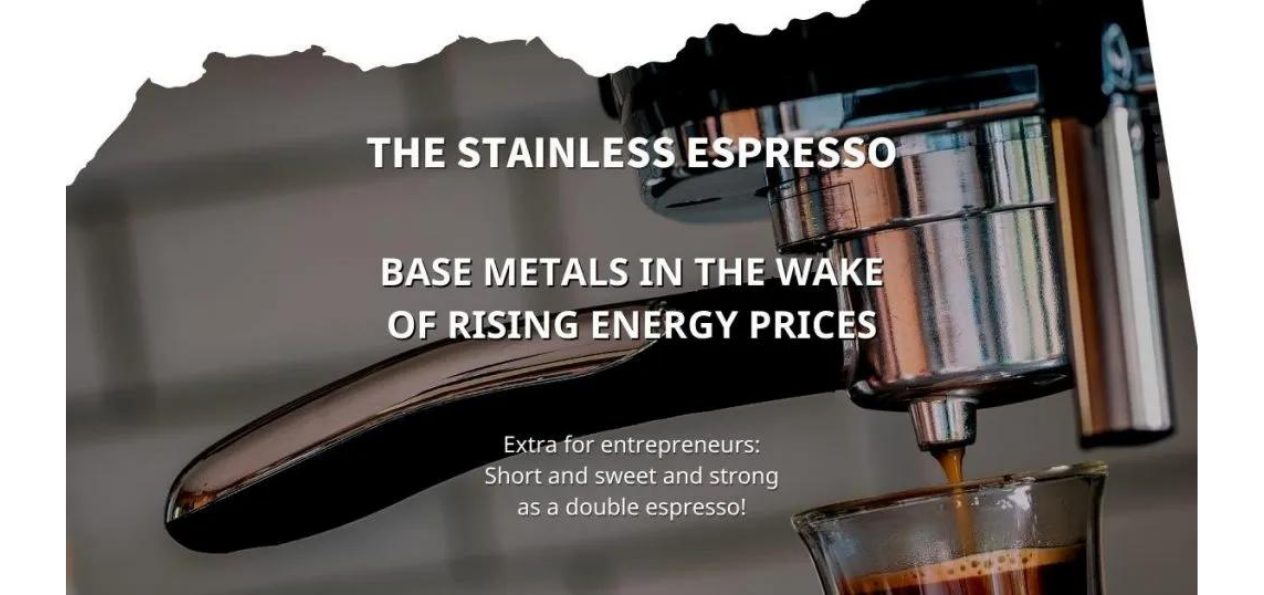 THE STAINLESS ESPRESSO
BASE METALS IN THE WAKE
OF RISING ENERGY PRICES
Extra for entrepreneurs:
Short and sweet and strong
as a double espresso!